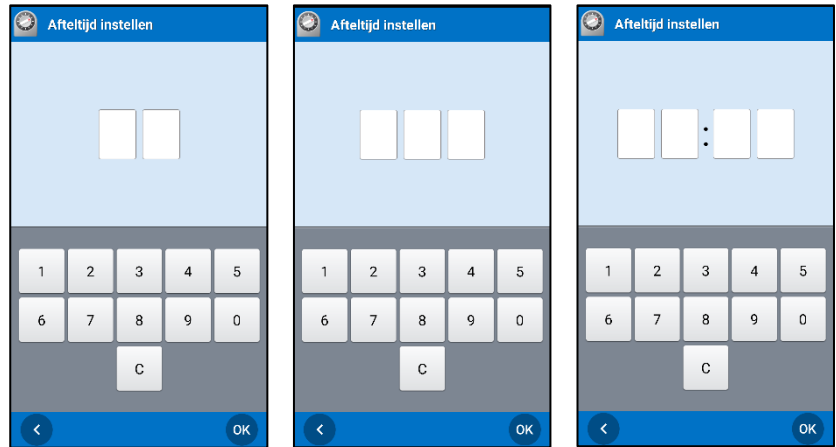 Afteltijd instellen
1 2 3 4 5
6 7 8 9 0
C
< OK
Afteltijd instellen
1 2 3 4 5
6 7 8 9 0
C
< OK
Afteltijd instellen
:
1 2 3 4 5
6 7 8 9 0
C
< OK